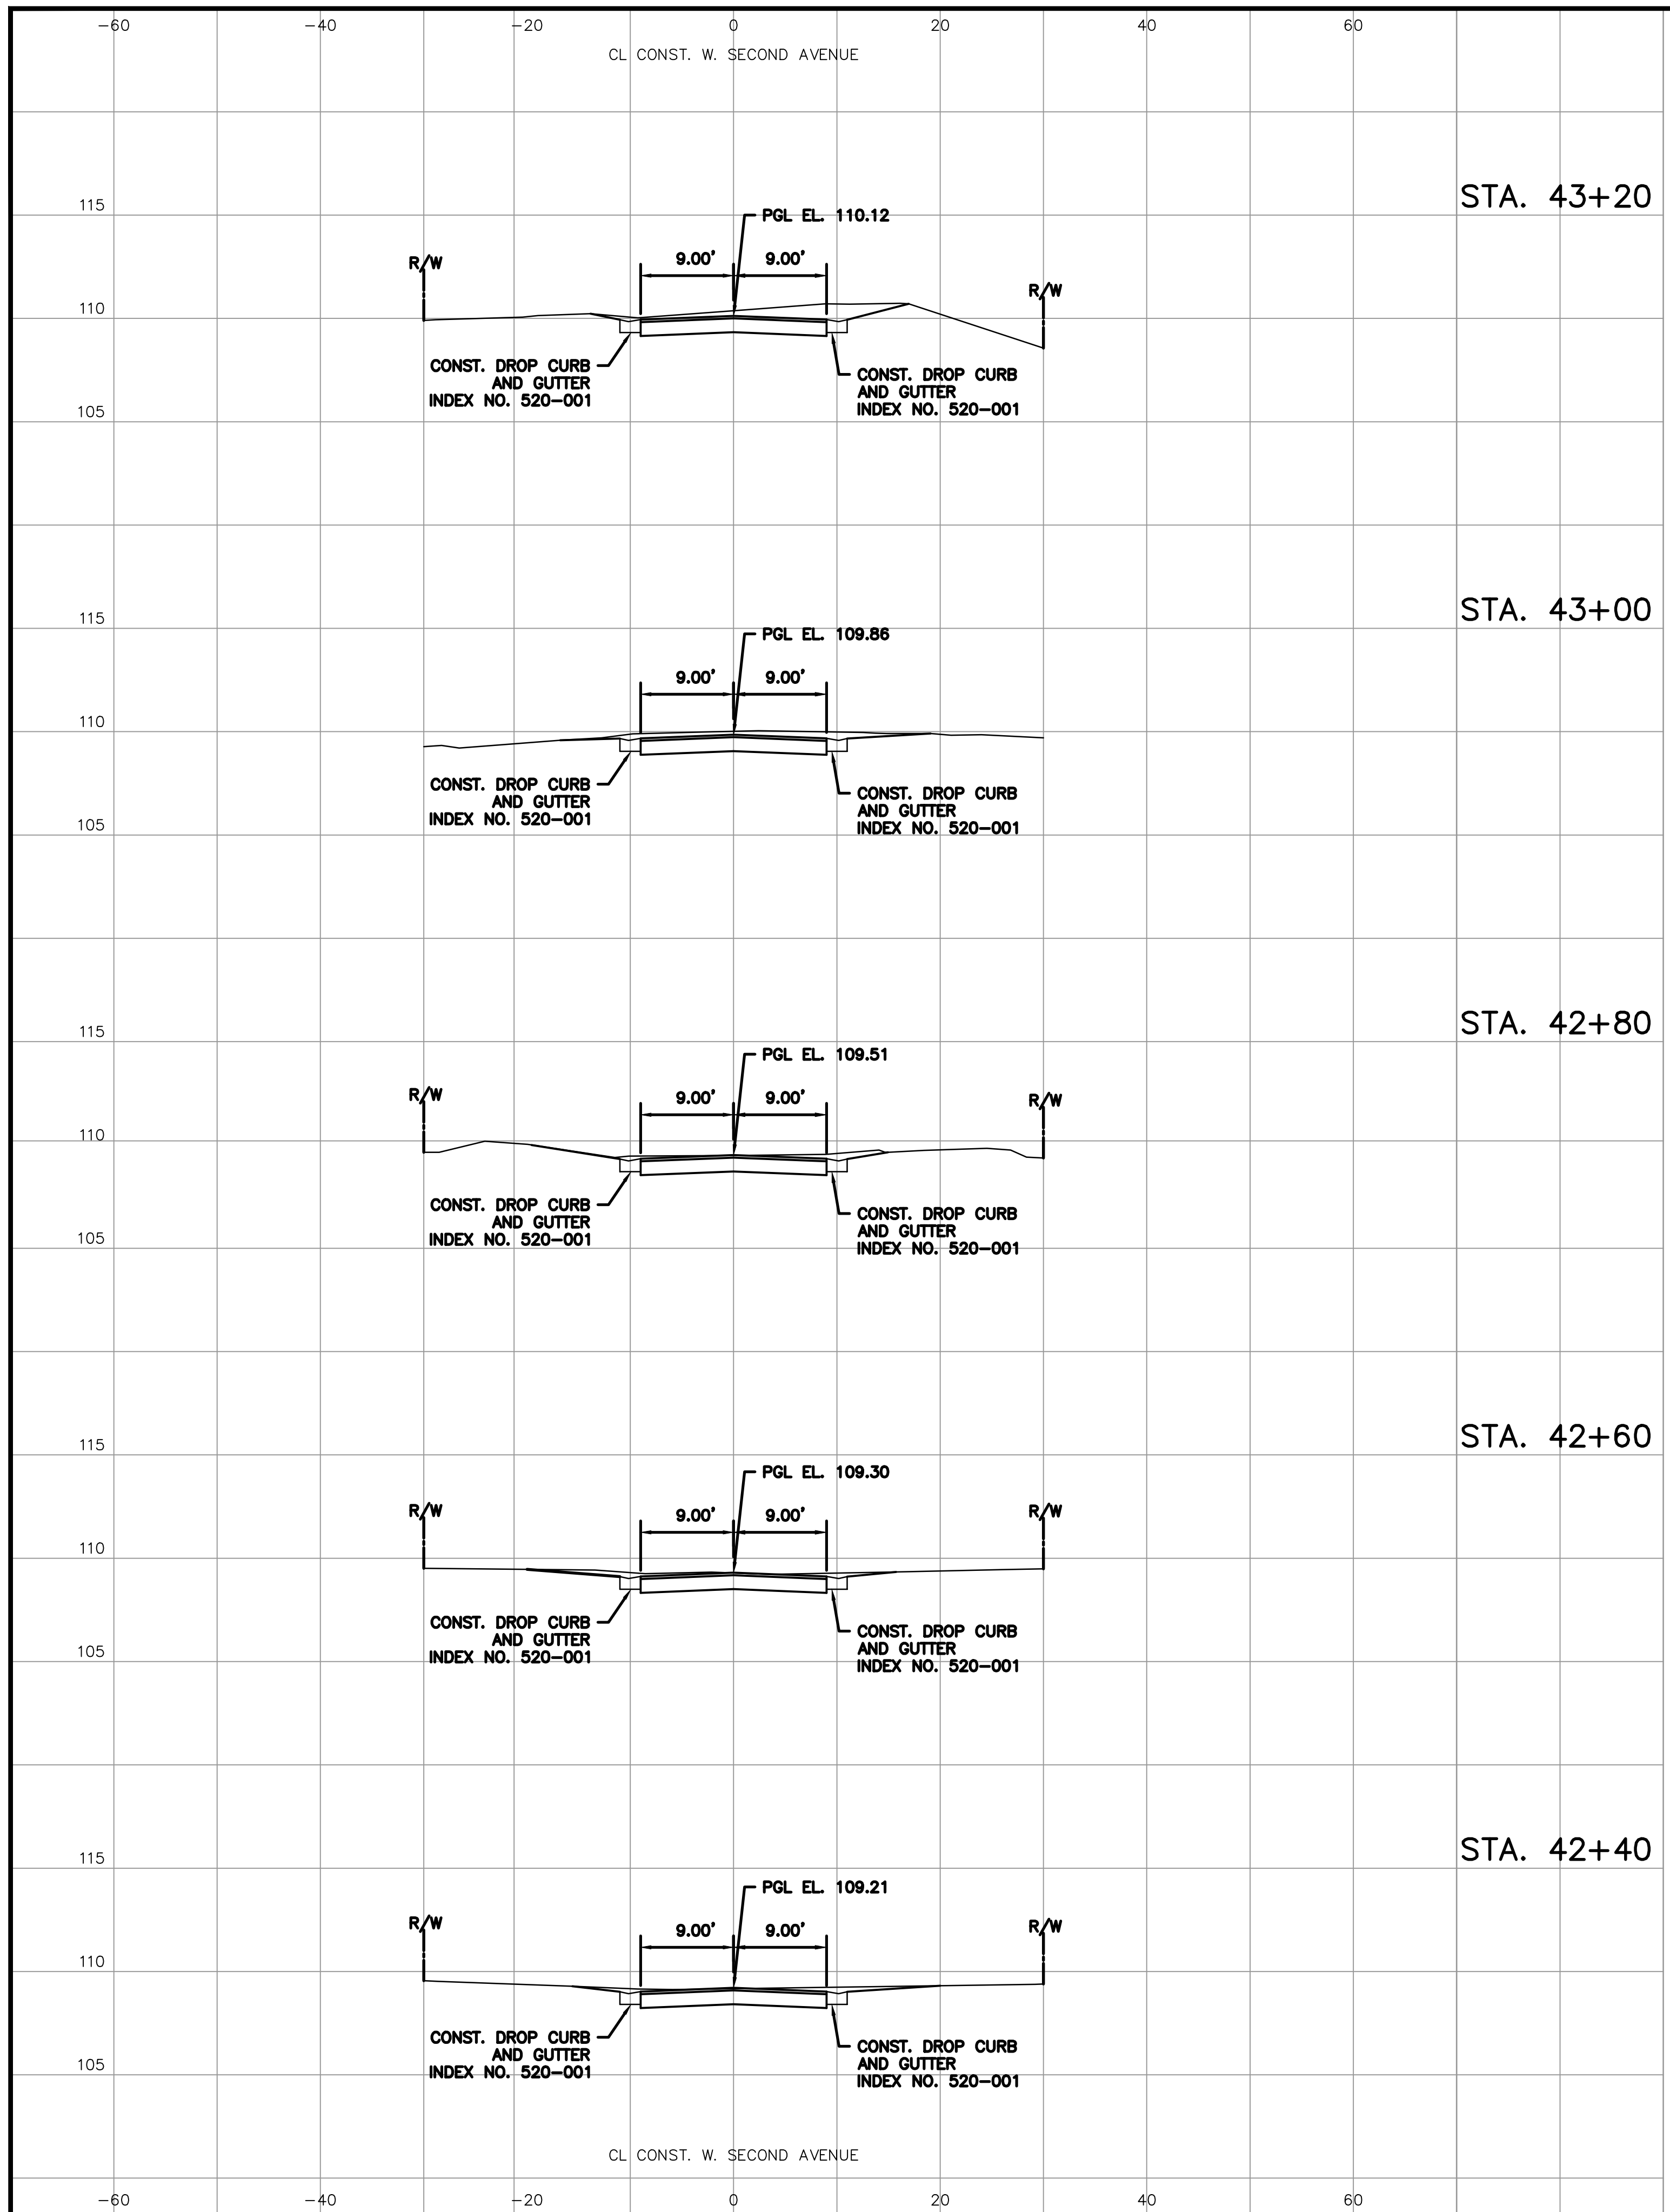 -60 -40 -20 0 20 40 60
CL CONST. W. SECOND AVENUE
STA. 43+20
115
PGL EL. 110.12
9.00' 9.00'
R/W
R/W
110
CONST. DROP CURB
AND GUTTER
INDEX NO. 520-001
CONST. DROP CURB
AND GUTTER
INDEX NO. 520-001
105
STA. 43+00
115
PGL EL. 109.86
9.00' 9.00'
110
CONST. DROP CURB
AND GUTTER
INDEX NO. 520-001
CONST. DROP CURB
AND GUTTER
INDEX NO. 520-001
105
STA. 42+80
115
PGL EL. 109.51
R/W
9.00' 9.00'
R/W
110
CONST. DROP CURB
AND GUTTER
INDEX NO. 520-001
CONST. DROP CURB
AND GUTTER
INDEX NO. 520-001
105
STA. 42+60
115
PGL EL. 109.30
R/W
9.00' 9.00'
R/W
110
CONST. DROP CURB
AND GUTTER
INDEX NO. 520-001
CONST. DROP CURB
AND GUTTER
INDEX NO. 520-001
105
STA. 42+40
115
PGL EL. 109.21
R/W
9.00' 9.00'
R/W
110
CONST. DROP CURB
AND GUTTER
INDEX NO. 520-001
CONST. DROP CURB
AND GUTTER
INDEX NO. 520-001
105
CL CONST. W. SECOND AVENUE
-60 -40 -20 0 20 40 60